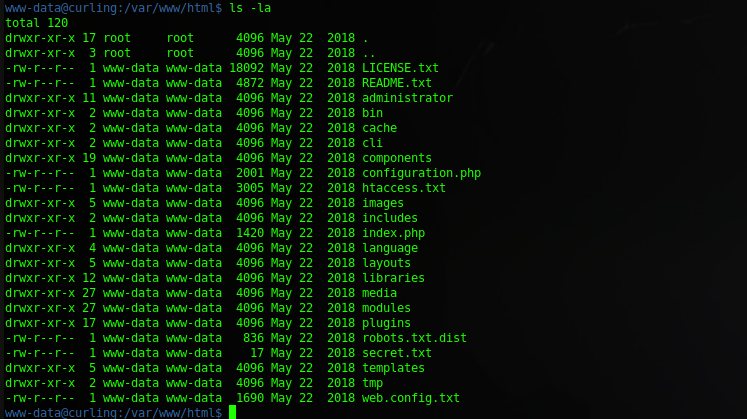 www-data@curling:/var/www/html$ ls -la
total 120
drwxr-xr-x 17 root     root      4096 May 22  2018 .
drwxr-xr-x  3 root     root      4096 May 22  2018 ..
-rw-r--r--  1 www-data www-data 18092 May 22  2018 LICENSE.txt
-rw-r--r--  1 www-data www-data  4872 May 22  2018 README.txt
drwxr-xr-x 11 www-data www-data  4096 May 22  2018 administrator
drwxr-xr-x  2 www-data www-data  4096 May 22  2018 bin
drwxr-xr-x  2 www-data www-data  4096 May 22  2018 cache
drwxr-xr-x  2 www-data www-data  4096 May 22  2018 cli
drwxr-xr-x 19 www-data www-data  4096 May 22  2018 components
-rw-r--r--  1 www-data www-data  2001 May 22  2018 configuration.php
-rw-r--r--  1 www-data www-data  3005 May 22  2018 htaccess.txt
drwxr-xr-x  5 www-data www-data  4096 May 22  2018 images
drwxr-xr-x  2 www-data www-data  4096 May 22  2018 includes
-rw-r--r--  1 www-data www-data  1420 May 22  2018 index.php
drwxr-xr-x  4 www-data www-data  4096 May 22  2018 language
drwxr-xr-x  5 www-data www-data  4096 May 22  2018 layouts
drwxr-xr-x 12 www-data www-data  4096 May 22  2018 libraries
drwxr-xr-x 27 www-data www-data  4096 May 22  2018 media
drwxr-xr-x 27 www-data www-data  4096 May 22  2018 modules
drwxr-xr-x 17 www-data www-data  4096 May 22  2018 plugins
-rw-r--r--  1 www-data www-data   836 May 22  2018 robots.txt.dist
-rw-r--r--  1 www-data www-data    17 May 22  2018 secret.txt
drwxr-xr-x  5 www-data www-data  4096 May 22  2018 templates
drwxr-xr-x  2 www-data www-data  4096 May 22  2018 tmp
-rw-r--r--  1 www-data www-data  1690 May 22  2018 web.config.txt
www-data@curling:/var/www/html$